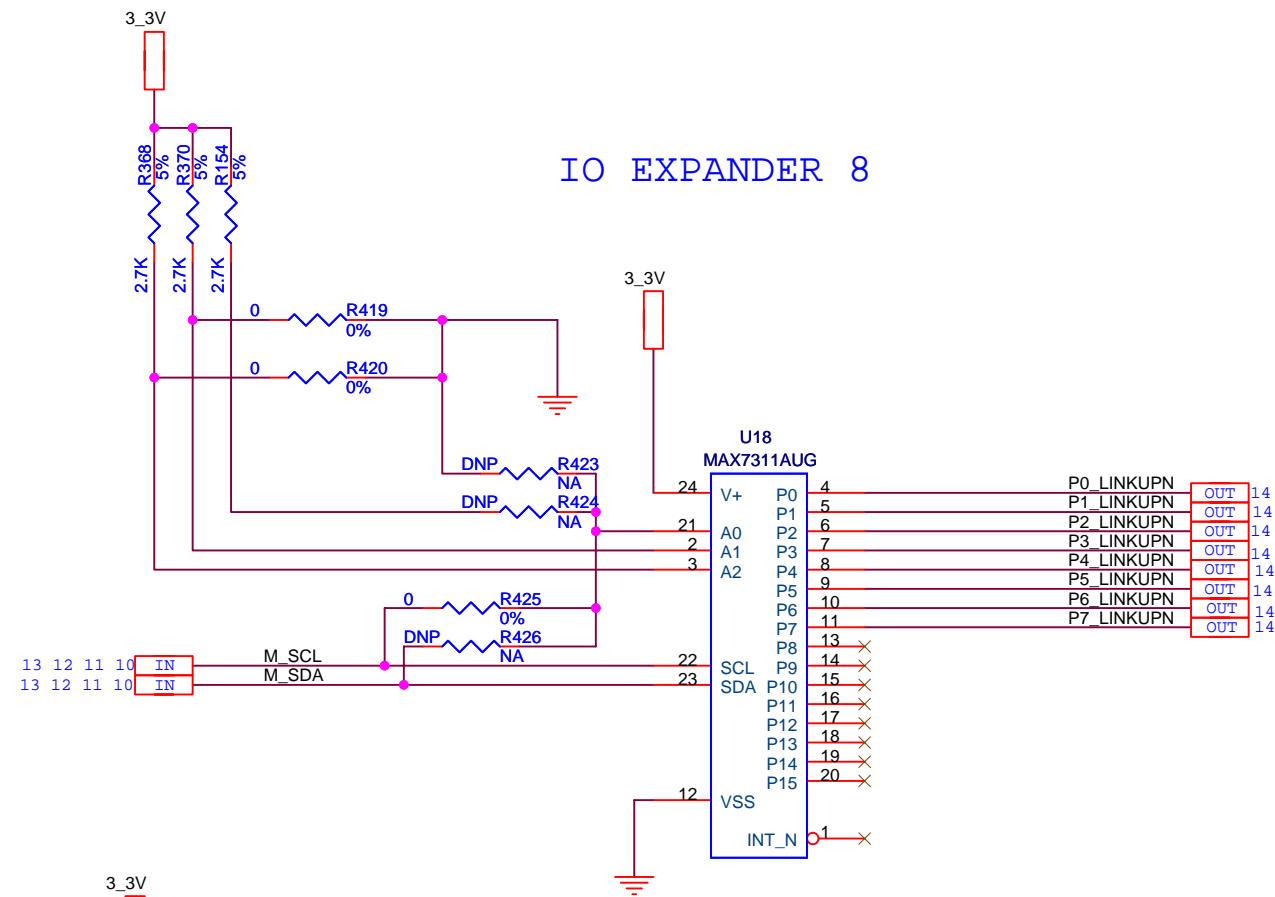 3_3V
IO EXPANDER 8
R368 5% 2.7K
R370 5% 2.7K
R154 5% 2.7K
0 R419
0%
0 R420
0%
3_3V
U18
MAX7311AUG
DNP R423
NA
DNP R424
NA
24 V+
21 A0
2 A1
3 A2
0 R425
0%
DNP R426
NA
13 12 11 10 IN M_SCL 22 SCL
13 12 11 10 IN M_SDA 23 SDA
12 VSS
P0 4 P0_LINKUPN OUT 14
P1 5 P1_LINKUPN OUT 14
P2 6 P2_LINKUPN OUT 14
P3 7 P3_LINKUPN OUT 14
P4 8 P4_LINKUPN OUT 14
P5 9 P5_LINKUPN OUT 14
P6 10 P6_LINKUPN OUT 14
P7 11 P7_LINKUPN OUT 14
P8 13
P9 14
P10 15
P11 16
P12 17
P13 18
P14 19
P15 20
INT_N 1
3_3V